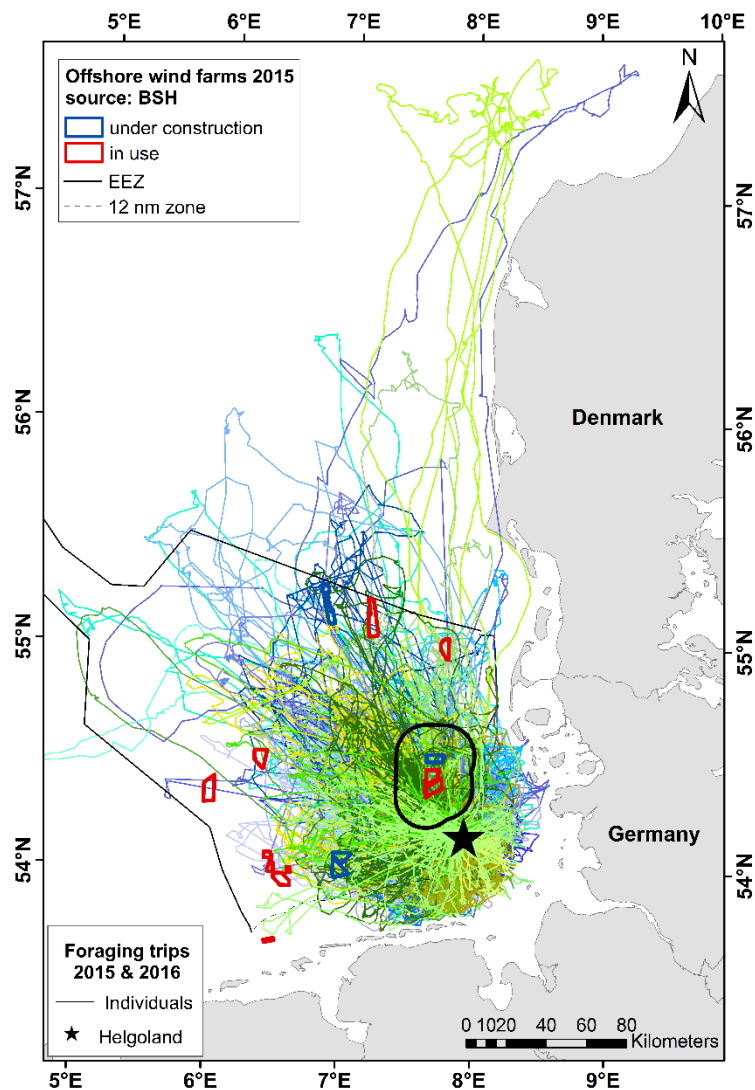 5°E 6°E 7°E 8°E 9°E 10°E
N
Offshore wind farms 2015
source: BSH
under construction
in use
EEZ
12 nm zone
57°N
57°N
56°N
56°N
Denmark
55°N
55°N
54°N
54°N
Germany
Foraging trips
2015 & 2016
Individuals
Helgoland
0 10 20 40 60 80
Kilometers
5°E 6°E 7°E 8°E 9°E